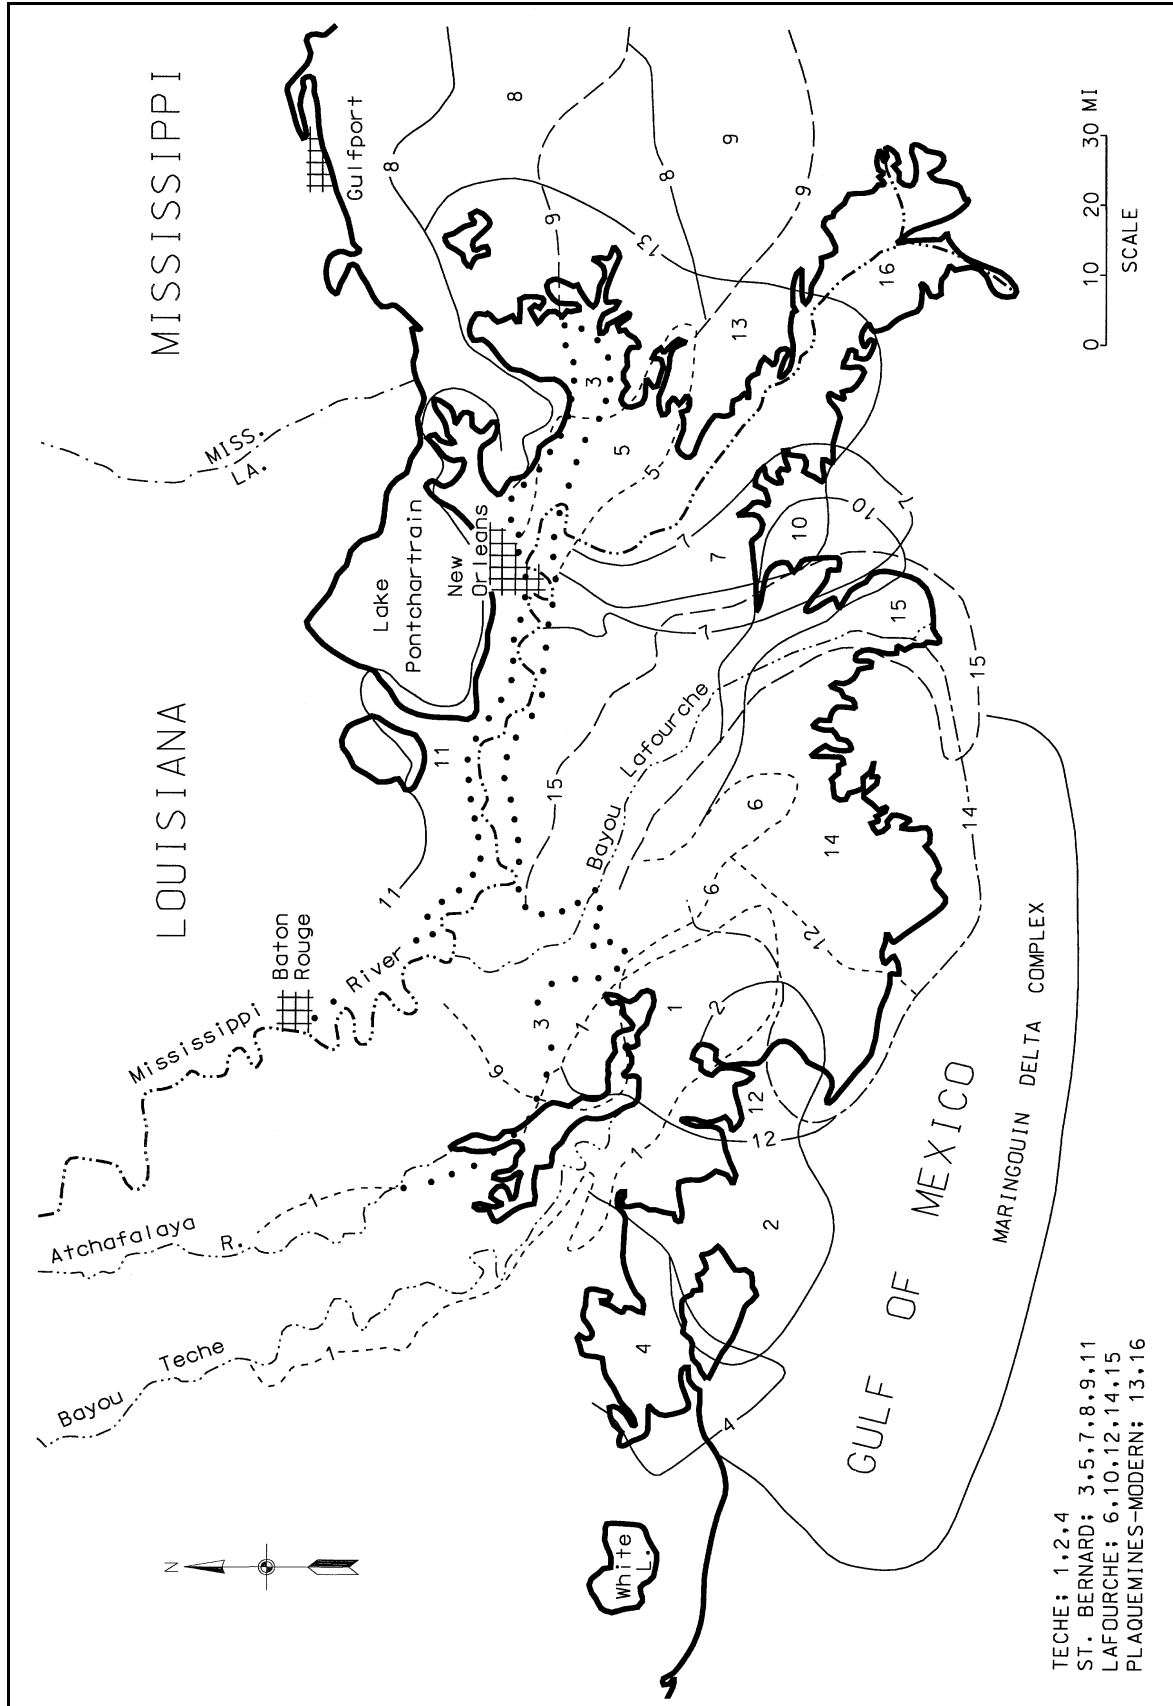 MISSISSIPPI
LOUISIANA
Gulfport
MISS.
LA.
Lake
Pontchartrain
New
Orleans
Baton
Rouge
Mississippi
River
Atchafalaya
R.
Bayou
Teche
Bayou
Lafourche
White
L.
N
8
8
8
9
9
9
13
13
16
3
5
5
7
7
7
7
10
10
11
11
15
15
15
14
14
6
6
6
12
12
12
12
3
1
1
1
1
1
2
2
4
4
GULF OF MEXICO
MARINGOUIN DELTA COMPLEX
0 10 20 30 MI
SCALE
TECHE; 1,2,4
ST. BERNARD; 3,5,7,8,9,11
LAFOURCHE; 6,10,12,14,15
PLAQUEMINES-MODERN; 13,16